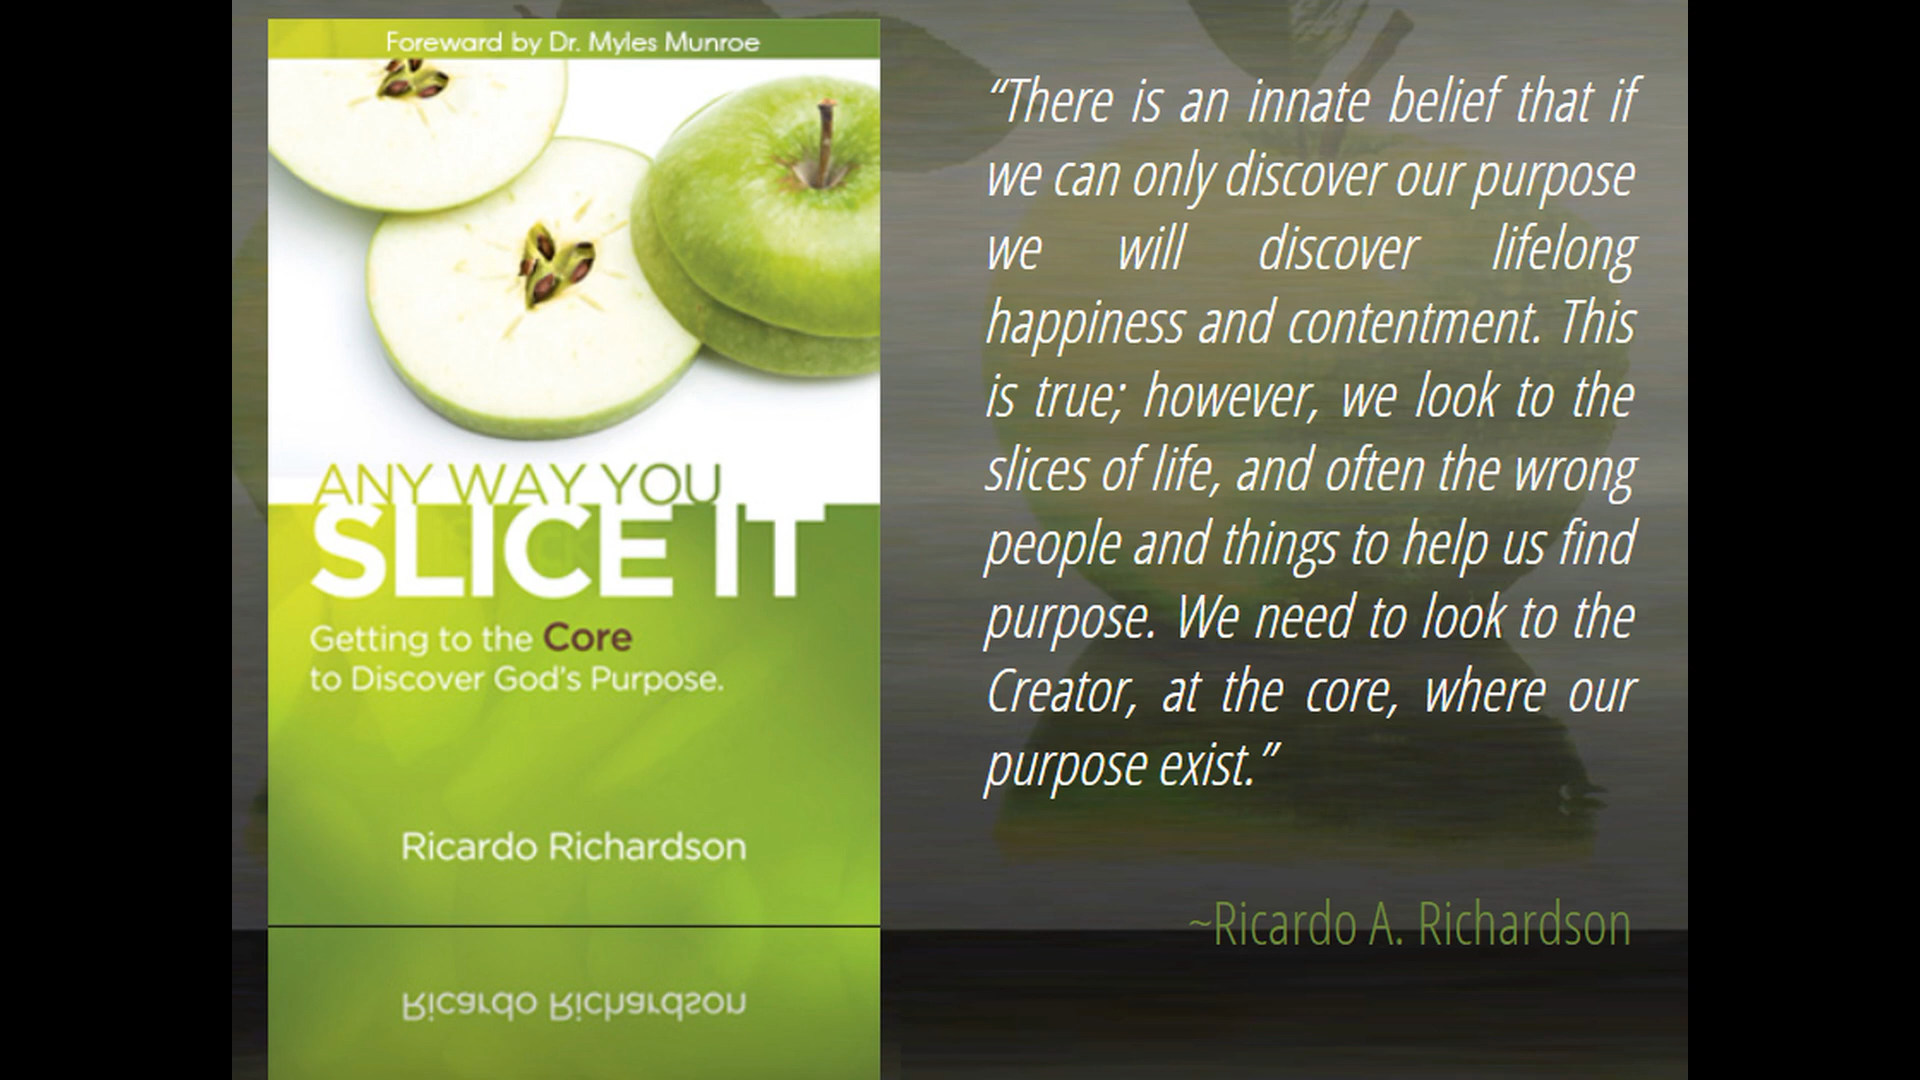 Foreward by Dr. Myles Munroe
ANY WAY YOU
SLICE IT
Getting to the Core
to Discover God's Purpose.
Ricardo Richardson
Ricardo Richardson
“There is an innate belief that if
we can only discover our purpose
we will discover lifelong
happiness and contentment. This
is true; however, we look to the
slices of life, and often the wrong
people and things to help us find
purpose. We need to look to the
Creator, at the core, where our
purpose exist.”
~Ricardo A. Richardson